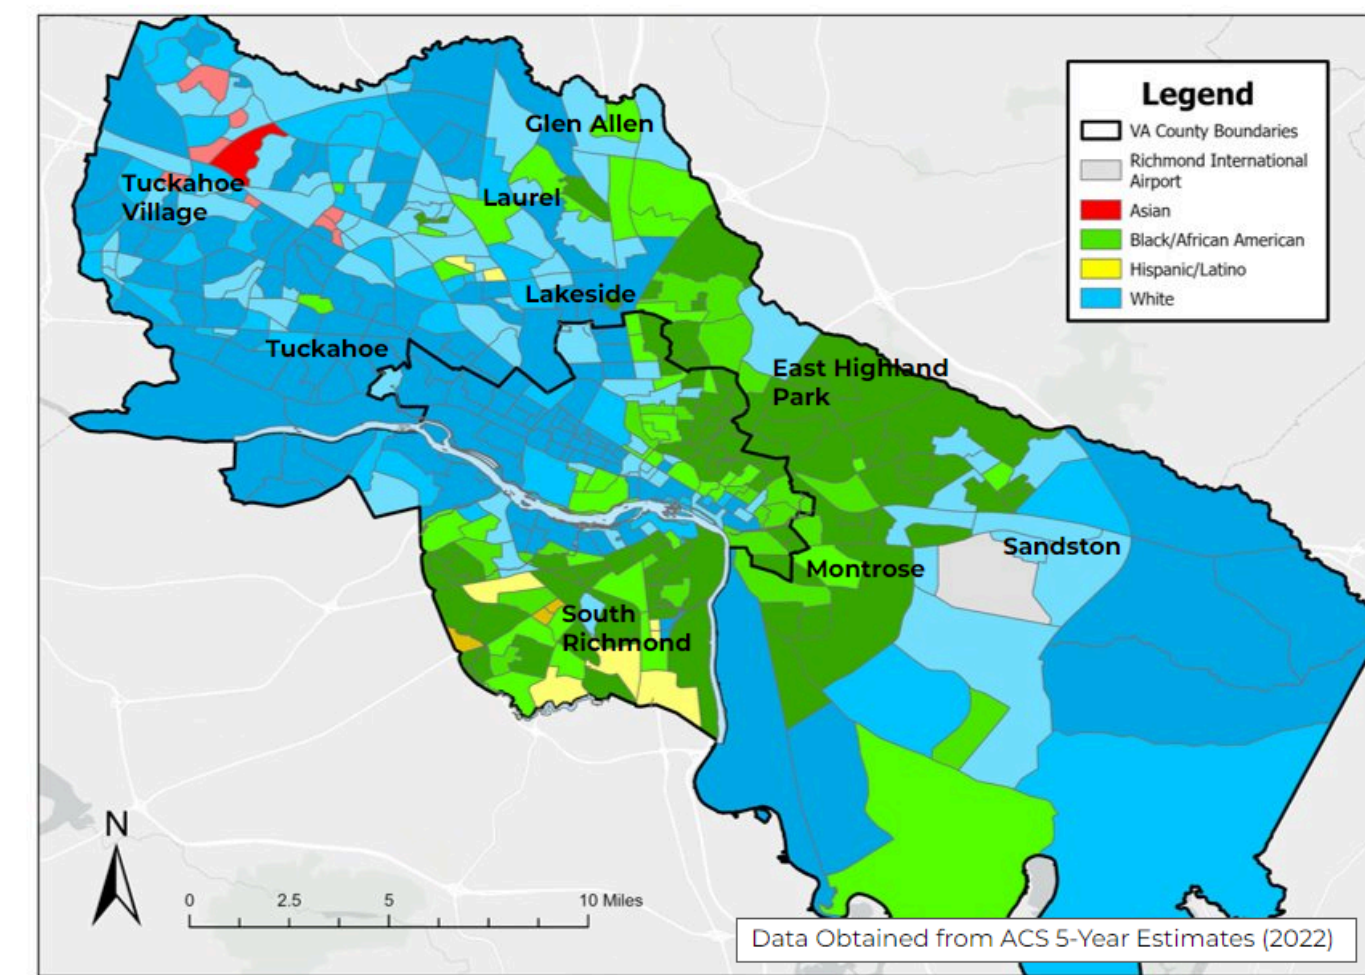 Legend
VA County Boundaries
Richmond International
Airport
Asian
Black/African American
Hispanic/Latino
White
Glen Allen
Tuckahoe
Village
Laurel
Lakeside
Tuckahoe
East Highland
Park
Sandston
Montrose
South
Richmond
N
0 2.5 5 10 Miles
Data Obtained from ACS 5-Year Estimates (2022)